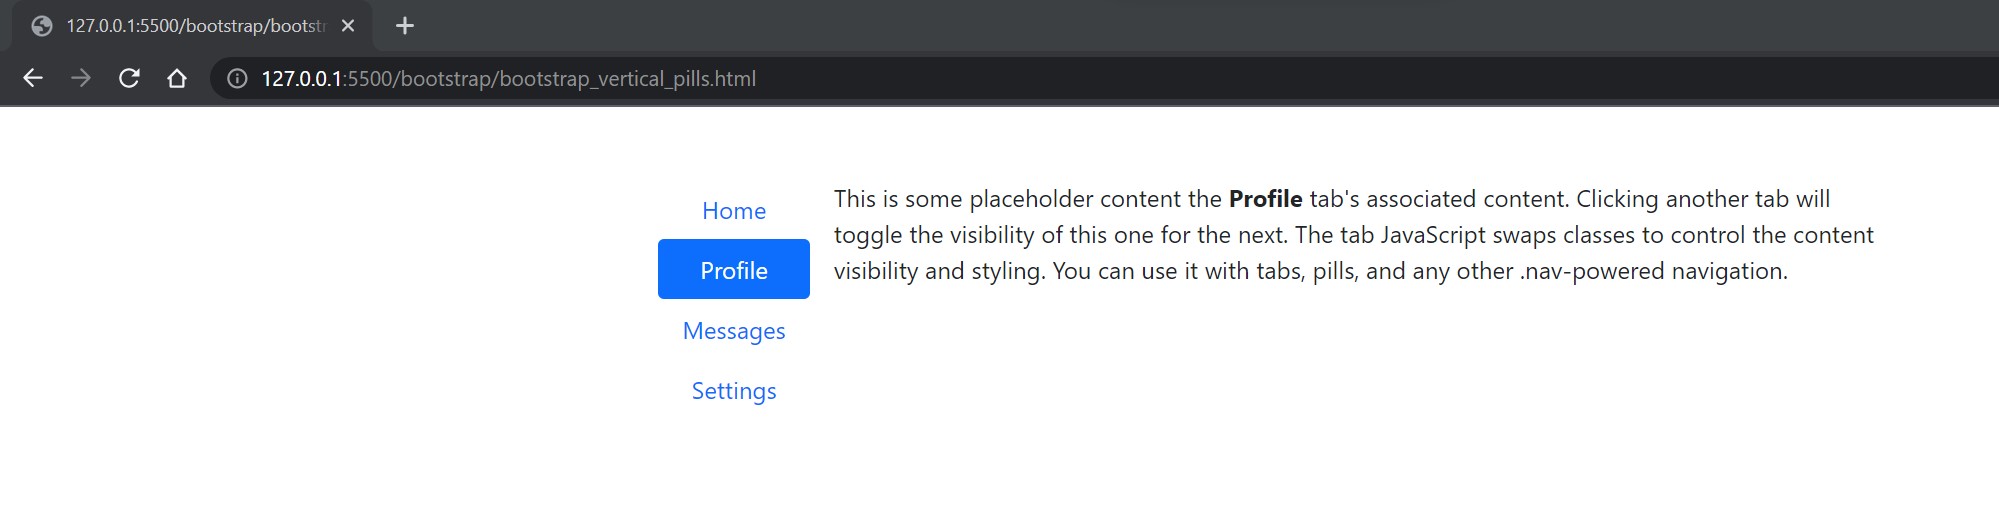 127.0.0.1:5500/bootstrap/bootstr
127.0.0.1:5500/bootstrap/bootstrap_vertical_pills.html
Home
Profile
Messages
Settings
This is some placeholder content the Profile tab's associated content. Clicking another tab will
toggle the visibility of this one for the next. The tab JavaScript swaps classes to control the content
visibility and styling. You can use it with tabs, pills, and any other .nav-powered navigation.